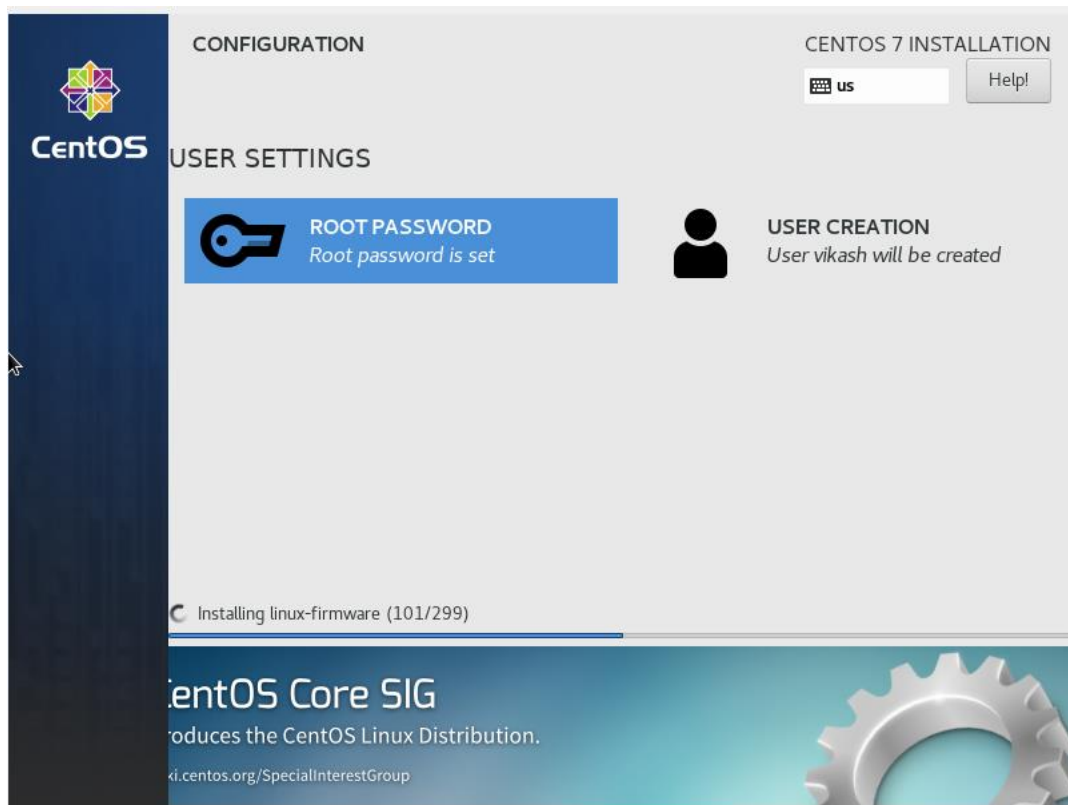 CONFIGURATION
CENTOS 7 INSTALLATION
us
Help!
CentOS
USER SETTINGS
ROOT PASSWORD
Root password is set
USER CREATION
User vikash will be created
Installing linux-firmware (101/299)
entOS Core SIG
roduces the CentOS Linux Distribution.
ki.centos.org/SpecialInterestGroup